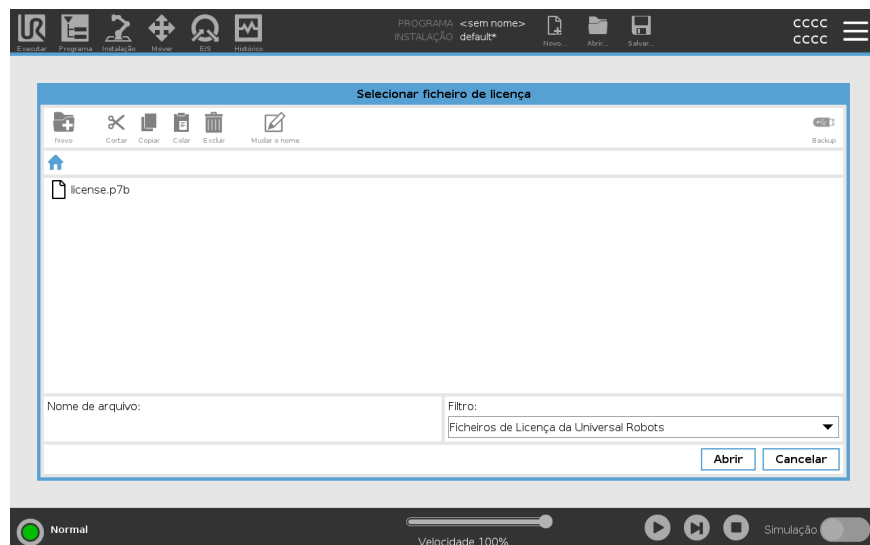 PROGRAMA <sem nome>
INSTALAÇÃO default*
CCCC
CCCC
Executar Programa Instalação Mover E/S Histórico Novo... Abrir... Salvar...
Selecionar ficheiro de licença
Novo Cortar Copiar Colar Excluir Mudar o nome Backup
license.p7b
Nome de arquivo:
Filtro:
Ficheiros de Licença da Universal Robots
Abrir Cancelar
Normal
Velocidade 100%
Simulação